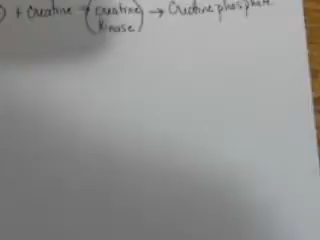 ) + Creatine → (creatine → Creatine phosphate
kinase)